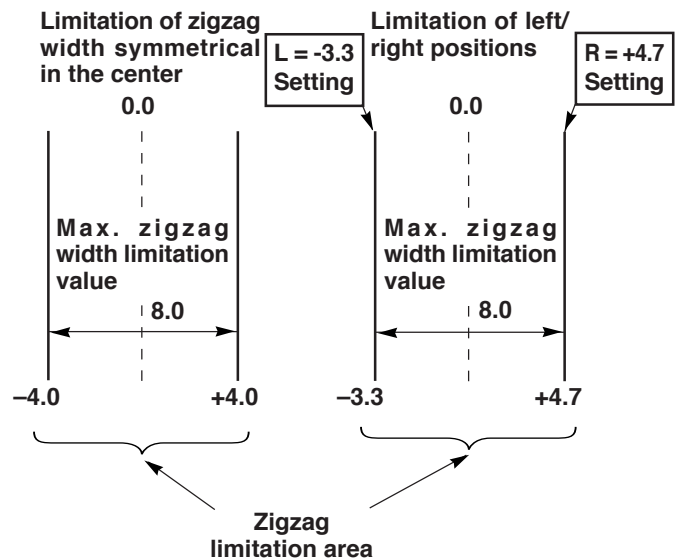 Limitation of zigzag
width symmetrical
in the center
0.0
Max. zigzag
width limitation
value
8.0
–4.0
+4.0
Limitation of left/
right positions
L = -3.3
Setting
R = +4.7
Setting
0.0
Max. zigzag
width limitation
value
8.0
–3.3
+4.7
Zigzag
limitation area